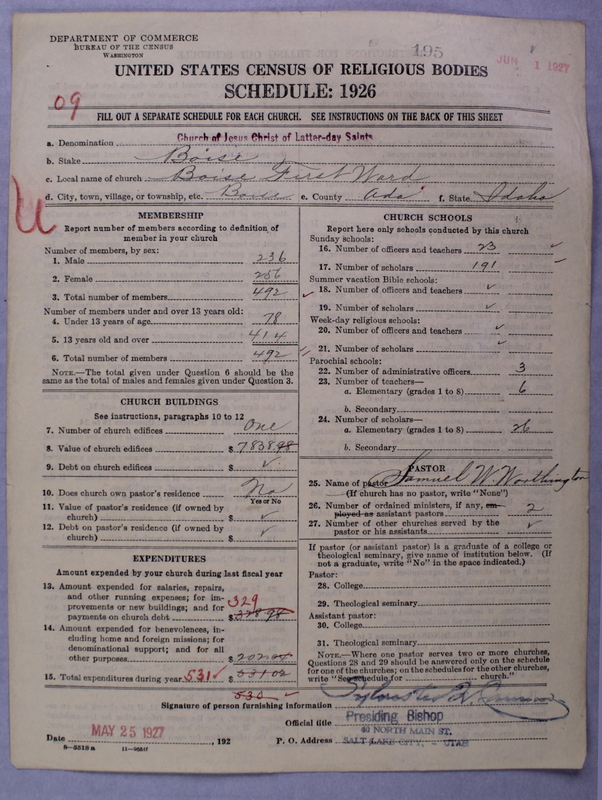 DEPARTMENT OF COMMERCE
BUREAU OF THE CENSUS
WASHINGTON
195
JUN 1 1927
UNITED STATES CENSUS OF RELIGIOUS BODIES
SCHEDULE: 1926
09
FILL OUT A SEPARATE SCHEDULE FOR EACH CHURCH. SEE INSTRUCTIONS ON THE BACK OF THIS SHEET
a. Denomination Church of Jesus Christ of Latter-day Saints
b. Stake Boise
c. Local name of church Boise First Ward
d. City, town, village, or township, etc. Boise e. County Ada f. State Idaho
MEMBERSHIP
Report number of members according to definition of
member in your church
Number of members, by sex:
1. Male 236
2. Female 256
3. Total number of members 492
Number of members under and over 13 years old:
4. Under 13 years of age 78
5. 13 years old and over 414
6. Total number of members 492
NOTE.—The total given under Question 6 should be the
same as the total of males and females given under Question 3.
CHURCH BUILDINGS
See instructions, paragraphs 10 to 12
7. Number of church edifices One
8. Value of church edifices $ 7838.98
9. Debt on church edifices $ ✓
10. Does church own pastor's residence No
Yes or No
11. Value of pastor's residence (if owned by
church) $ ✓
12. Debt on pastor's residence (if owned by
church) $ ✓
EXPENDITURES
Amount expended by your church during last fiscal year
13. Amount expended for salaries, repairs,
and other running expenses; for im-
provements or new buildings; and for 329
payments on church debt $ 328 98
14. Amount expended for benevolences, in-
cluding home and foreign missions; for
denominational support; and for all
other purposes $ 202 04
15. Total expenditures during year 531 ✓ $ 531 02
530 ✓
CHURCH SCHOOLS
Report here only schools conducted by this church
Sunday schools:
16. Number of officers and teachers 23 ✓
17. Number of scholars 191
Summer vacation Bible schools:
18. Number of officers and teachers ✓
19. Number of scholars ✓
Week-day religious schools:
20. Number of officers and teachers ✓
21. Number of scholars ✓
Parochial schools:
22. Number of administrative officers 3
23. Number of teachers—
a. Elementary (grades 1 to 8) 6
b. Secondary
24. Number of scholars—
a. Elementary (grades 1 to 8) 26
b. Secondary
PASTOR
25. Name of pastor Samuel W. Worthington
(If church has no pastor, write "None")
26. Number of ordained ministers, if any, em-
ployed as assistant pastors 2
27. Number of other churches served by the
pastor or his assistants ✓
If pastor (or assistant pastor) is a graduate of a college or
theological seminary, give name of institution below. (If
not a graduate, write "No" in the space indicated.)
Pastor:
28. College
29. Theological seminary
Assistant pastor:
30. College
31. Theological seminary
NOTE.—Where one pastor serves two or more churches,
Questions 28 and 29 should be answered only on the schedule
for one of the churches; on the schedules for the other churches,
write "See Schedule for church."
Signature of person furnishing information Sylvester Q. Cannon
Official title Presiding Bishop
40 NORTH MAIN ST.
Date MAY 25 1927, 192 P. O. Address SALT LAKE CITY, UTAH
8-5518 a